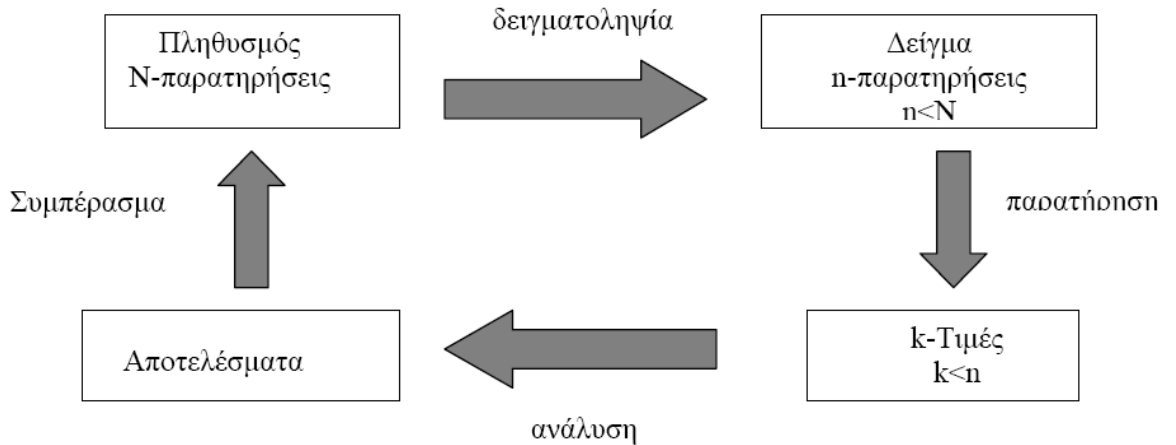 δειγματοληψία
Πληθυσμός
Ν-παρατηρήσεις
Δείγμα
n-παρατηρήσεις
n<N
Συμπέρασμα
παρατήρηση
Αποτελέσματα
k-Τιμές
k<n
ανάλυση